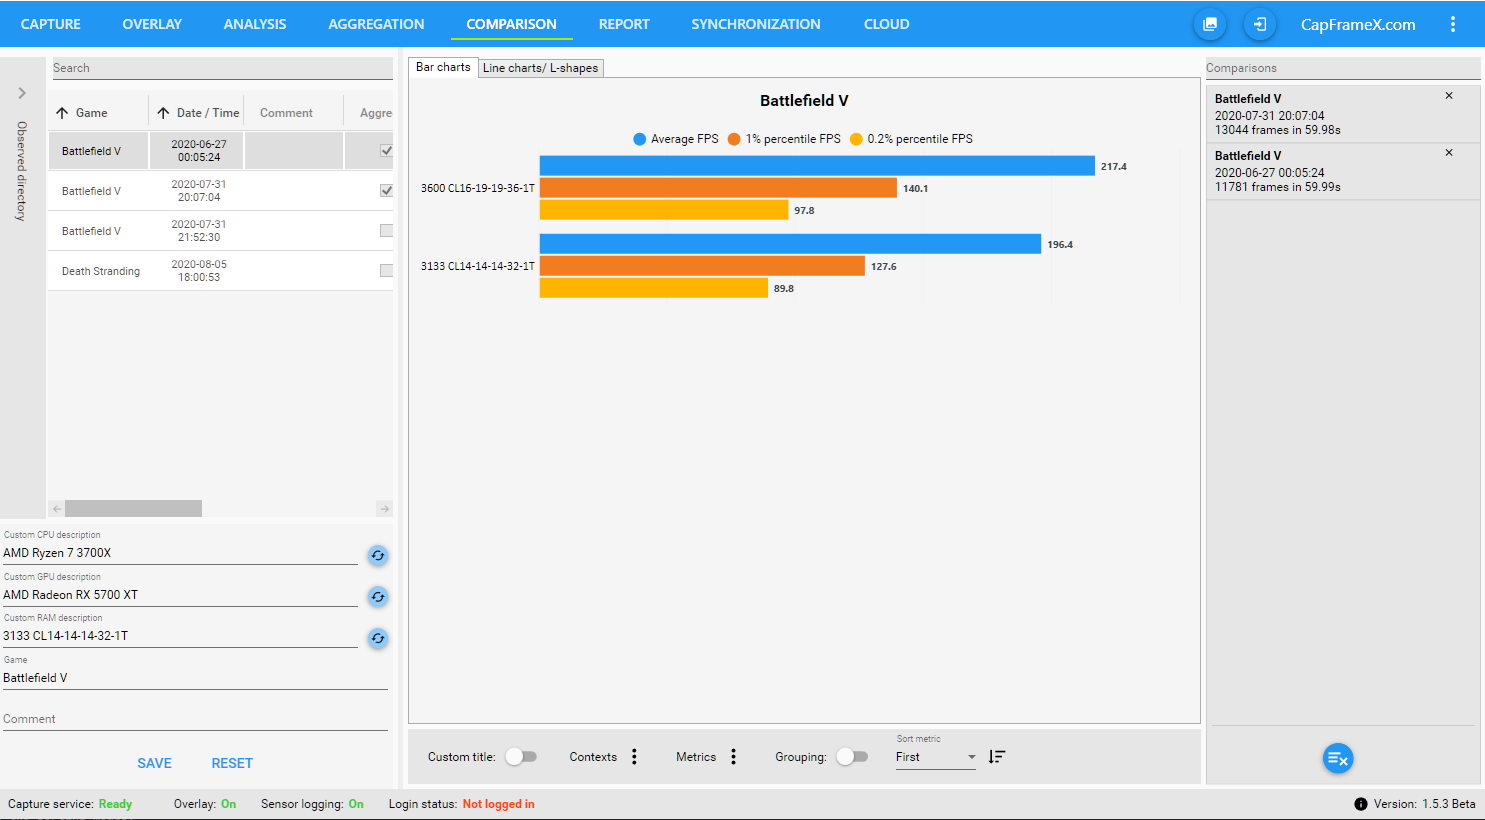 CAPTURE OVERLAY ANALYSIS AGGREGATION COMPARISON REPORT SYNCHRONIZATION CLOUD CapFrameX.com
Search
Observed directory
Game Date / Time Comment Aggre
Battlefield V 2020-06-27
00:05:24
Battlefield V 2020-07-31
20:07:04
Battlefield V 2020-07-31
21:52:30
Death Stranding 2020-08-05
18:00:53
Custom CPU description
AMD Ryzen 7 3700X
Custom GPU description
AMD Radeon RX 5700 XT
Custom RAM description
3133 CL14-14-14-32-1T
Game
Battlefield V
Comment
SAVE RESET
Bar charts Line charts/ L-shapes
Battlefield V
Average FPS 1% percentile FPS 0.2% percentile FPS
217.4
3600 CL16-19-19-36-1T 140.1
97.8
196.4
3133 CL14-14-14-32-1T 127.6
89.8
Custom title: Contexts Metrics Grouping: Sort metric
First
Comparisons
Battlefield V
2020-07-31 20:07:04
13044 frames in 59.98s
Battlefield V
2020-06-27 00:05:24
11781 frames in 59.99s
Capture service: Ready Overlay: On Sensor logging: On Login status: Not logged in Version: 1.5.3 Beta